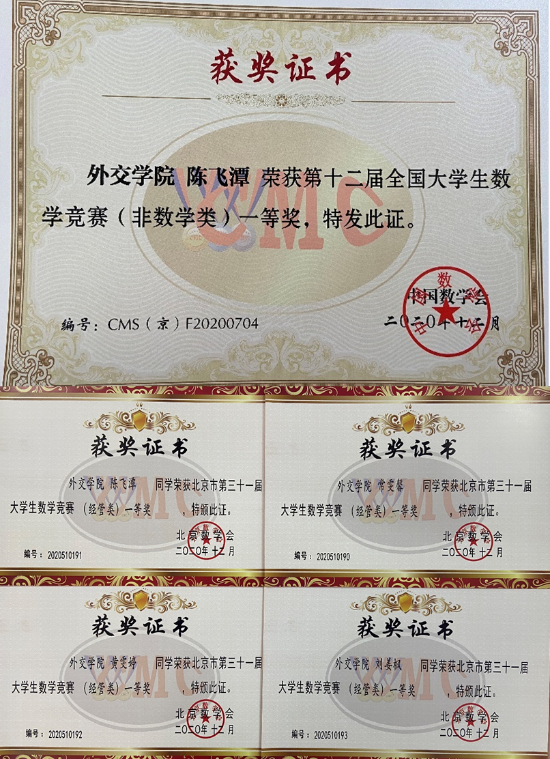 获奖证书
外交学院 陈飞潭 荣获第十二届全国大学生数
学竞赛（非数学类）一等奖，特发此证。
中国数学会
编号：CMS（京）F20200704
二〇二〇年十二月
获奖证书
外交学院 陈飞潭 同学荣获北京市第三十一届
大学生数学竞赛 （经管类）一等奖 ，特颁此证。
北京数学会
编号：2020510191
二〇二〇年十二月
获奖证书
外交学院 常雯 同学荣获北京市第三十一届
大学生数学竞赛 （经管类）一等奖 ，特颁此证。
北京数学会
编号：2020510190
二〇二〇年十二月
获奖证书
外交学院 黄雯婷 同学荣获北京市第三十一届
大学生数学竞赛 （经管类）一等奖 ，特颁此证。
北京数学会
编号：2020510192
二〇二〇年十二月
获奖证书
外交学院 刘姜枫 同学荣获北京市第三十一届
大学生数学竞赛 （经管类）一等奖 ，特颁此证。
北京数学会
编号：2020510193
二〇二〇年十二月